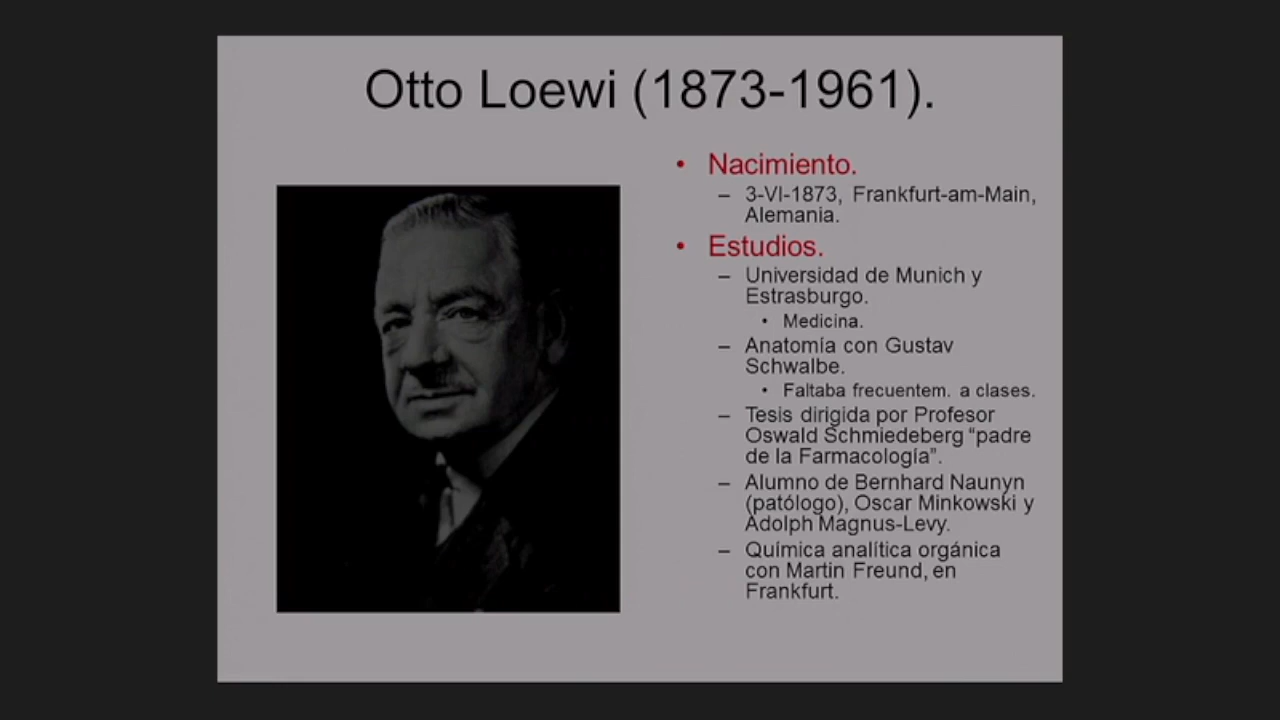 Otto Loewi (1873-1961).
• Nacimiento.
– 3-VI-1873, Frankfurt-am-Main,
Alemania.
• Estudios.
– Universidad de Munich y
Estrasburgo.
• Medicina.
– Anatomía con Gustav
Schwalbe.
• Faltaba frecuentem. a clases.
– Tesis dirigida por Profesor
Oswald Schmiedeberg “padre
de la Farmacología”.
– Alumno de Bernhard Naunyn
(patólogo), Oscar Minkowski y
Adolph Magnus-Levy.
– Química analítica orgánica
con Martin Freund, en
Frankfurt.